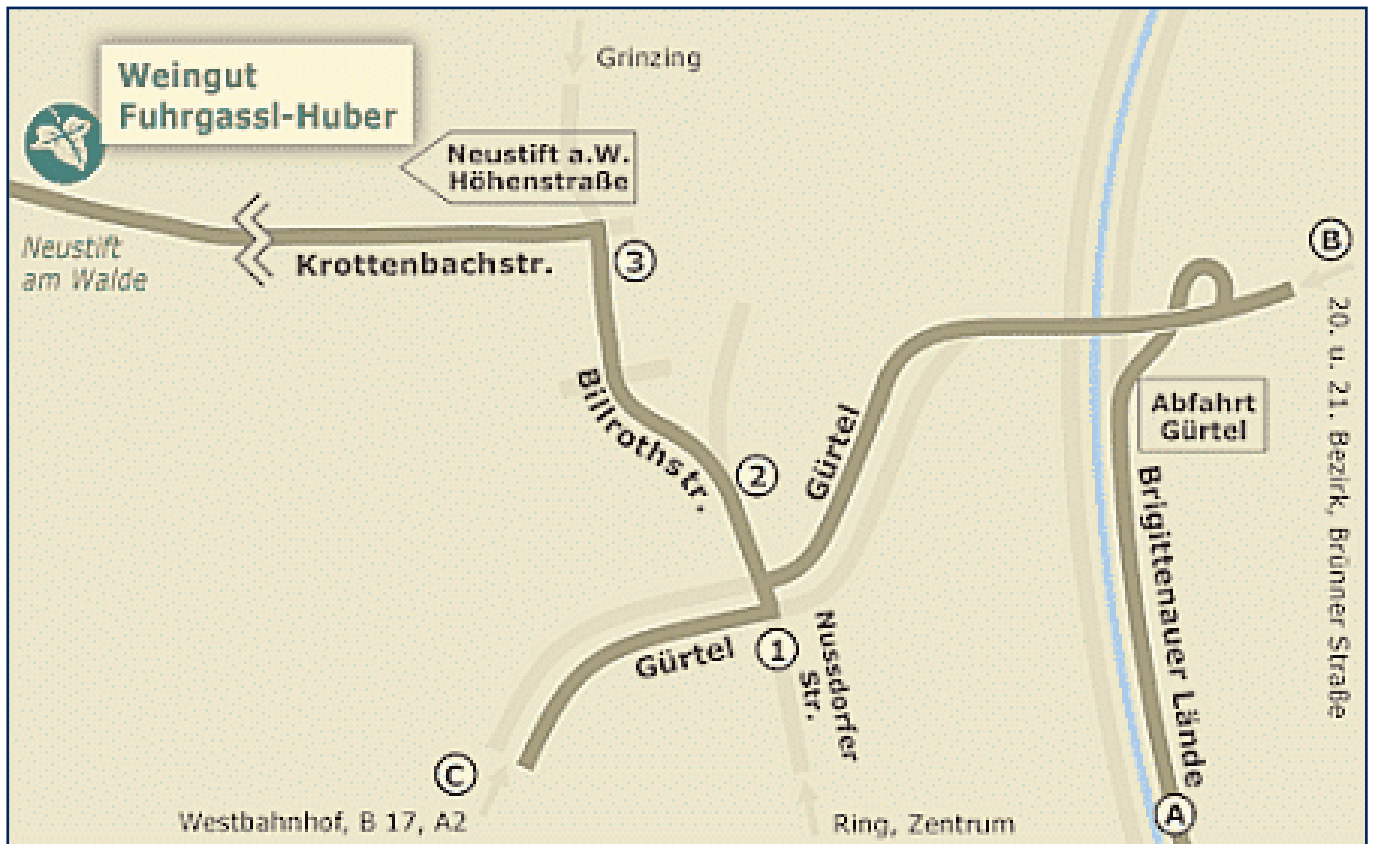 Grinzing
Weingut
Fuhrgassl-Huber
Neustift a.W.
Höhenstraße
Neustift
am Walde
Krottenbachstr.
3
B
20. u. 21. Bezirk, Brünner Straße
Billrothstr.
2
Gürtel
Abfahrt
Gürtel
Brigittenauer Lände
Gürtel
1
Nussdorfer
Str.
C
Westbahnhof, B 17, A2
Ring, Zentrum
A